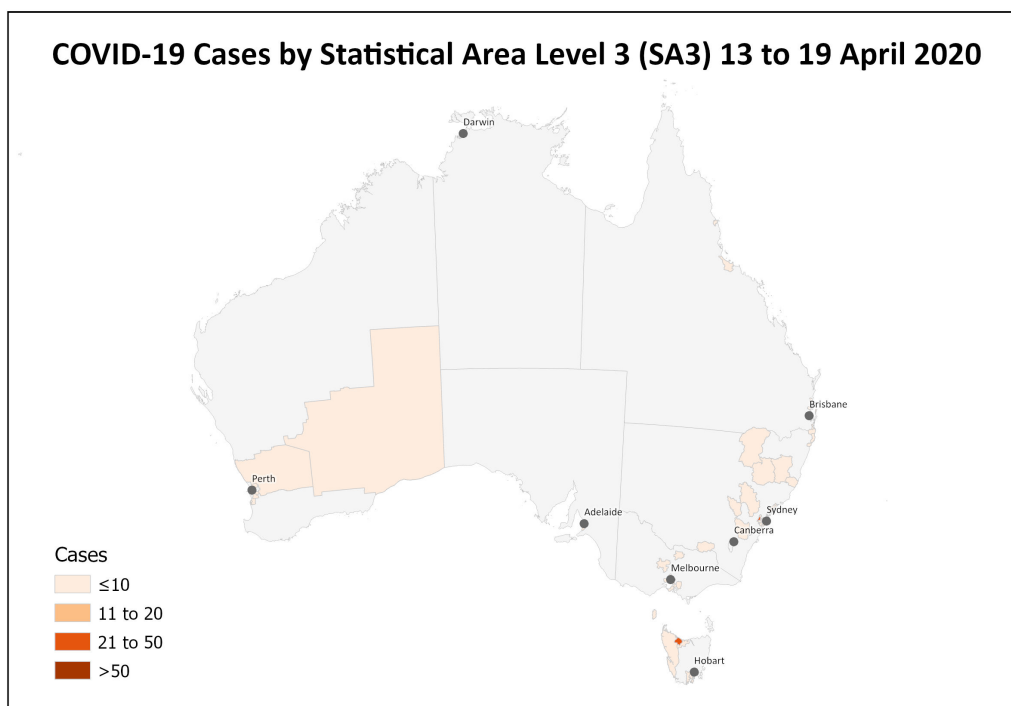 COVID-19 Cases by Statistical Area Level 3 (SA3) 13 to 19 April 2020
Darwin
Brisbane
Perth
Sydney
Adelaide
Canberra
Melbourne
Hobart
Cases
≤10
11 to 20
21 to 50
>50